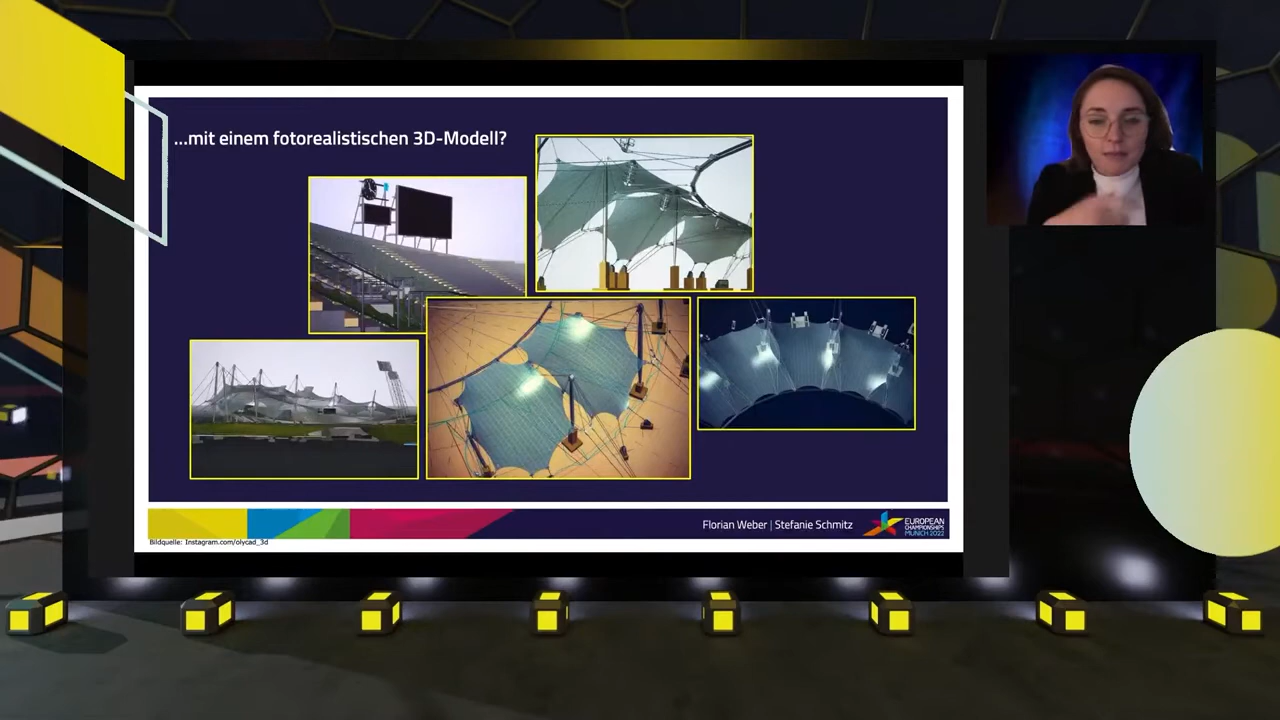 ...mit einem fotorealistischen 3D-Modell?
Florian Weber | Stefanie Schmitz
EUROPEAN
CHAMPIONSHIPS
MUNICH 2022
Bildquelle: Instagram.com/olycad_3d